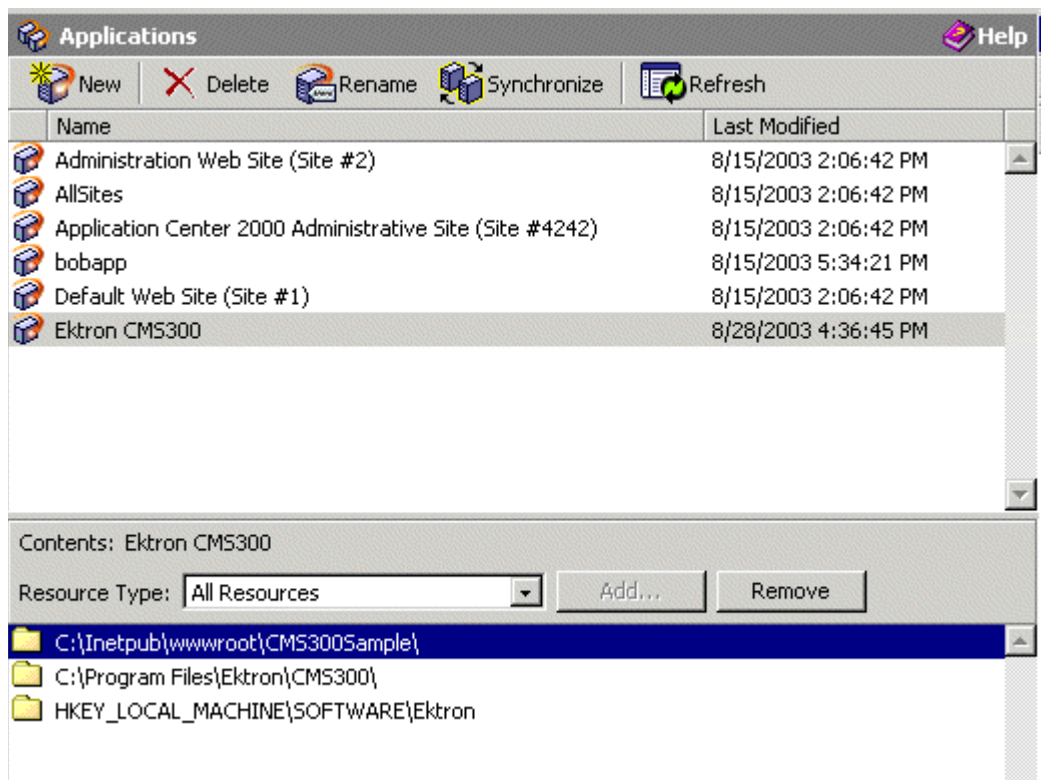 Applications Help
New Delete Rename Synchronize Refresh
Name Last Modified
Administration Web Site (Site #2) 8/15/2003 2:06:42 PM
AllSites 8/15/2003 2:06:42 PM
Application Center 2000 Administrative Site (Site #4242) 8/15/2003 2:06:42 PM
bobapp 8/15/2003 5:34:21 PM
Default Web Site (Site #1) 8/15/2003 2:06:42 PM
Ektron CMS300 8/28/2003 4:36:45 PM
Contents: Ektron CMS300
Resource Type: All Resources Add... Remove
C:\Inetpub\wwwroot\CMS300Sample\
C:\Program Files\Ektron\CMS300\
HKEY_LOCAL_MACHINE\SOFTWARE\Ektron